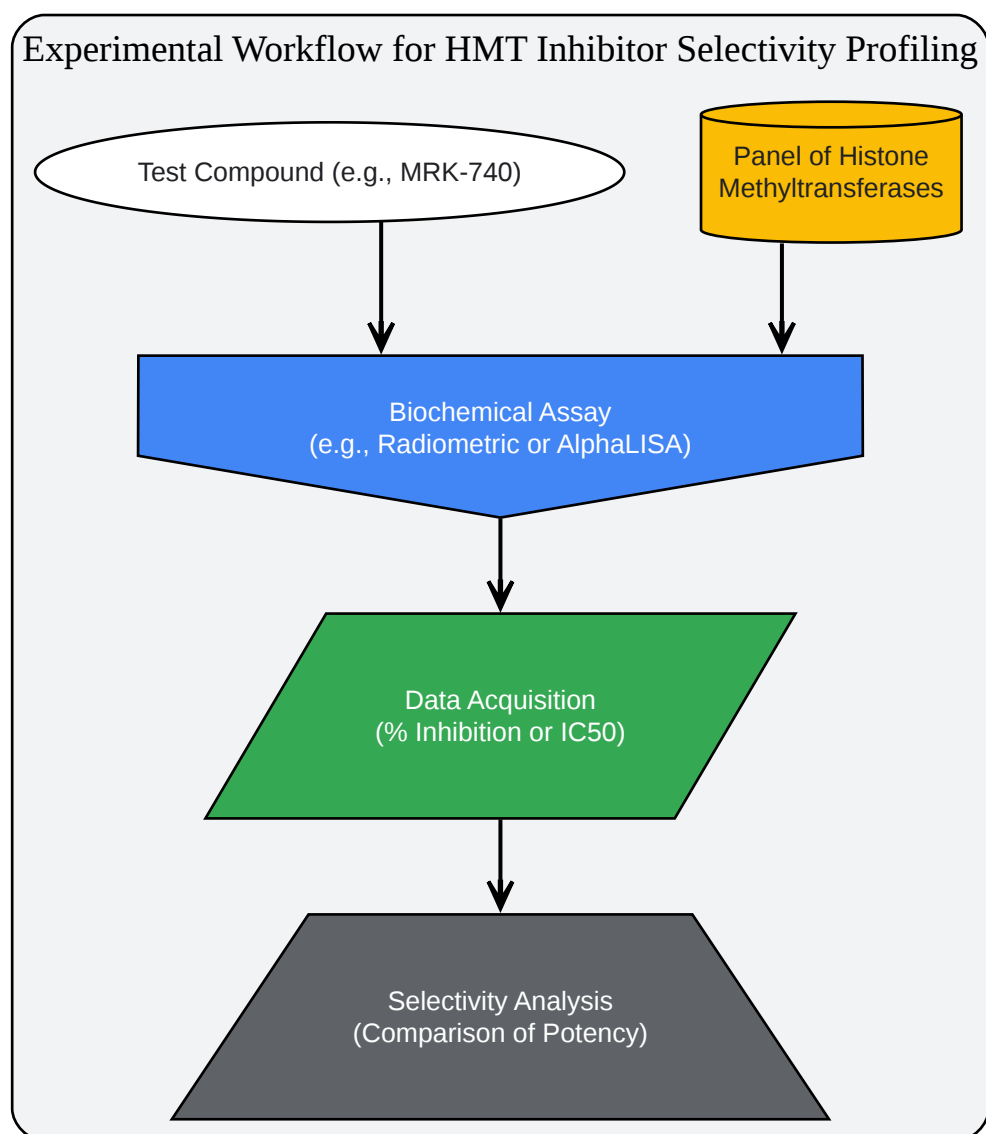 Experimental Workflow for HMT Inhibitor Selectivity Profiling
Test Compound (e.g., MRK-740)
Panel of Histone
Methyltransferases
Biochemical Assay
(e.g., Radiometric or AlphaLISA)
Data Acquisition
(% Inhibition or IC50)
Selectivity Analysis
(Comparison of Potency)